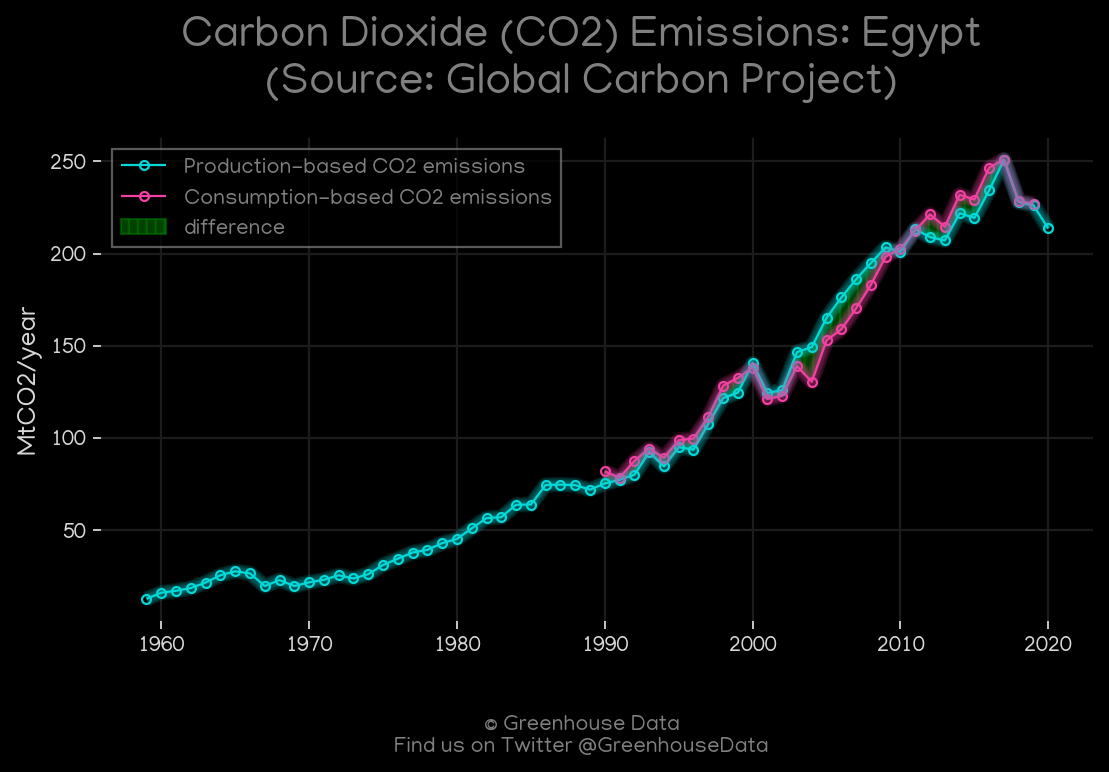 Carbon Dioxide (CO2) Emissions: Egypt
(Source: Global Carbon Project)
Production-based CO2 emissions
Consumption-based CO2 emissions
difference
MtCO2/year
250
200
150
100
50
1960 1970 1980 1990 2000 2010 2020
© Greenhouse Data
Find us on Twitter @GreenhouseData